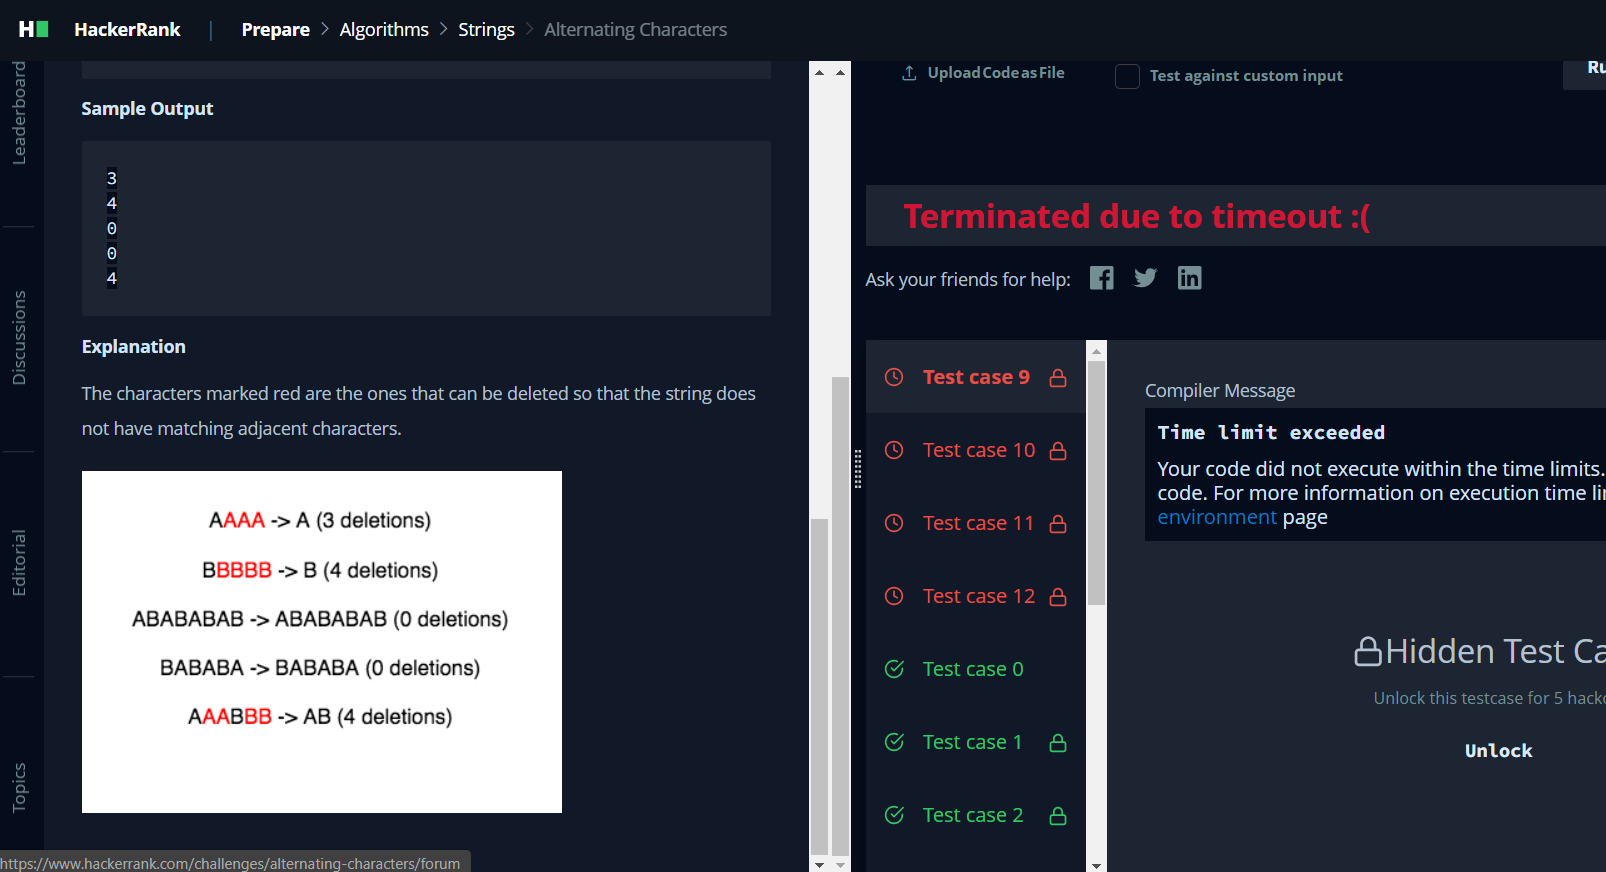 H HackerRank | Prepare > Algorithms > Strings > Alternating Characters
Leaderboard
Discussions
Editorial
Topics
Sample Output
3
4
0
0
4
Explanation
The characters marked red are the ones that can be deleted so that the string does
not have matching adjacent characters.
AAAA -> A (3 deletions)
BBBBB -> B (4 deletions)
ABABABAB -> ABABABAB (0 deletions)
BABABA -> BABABA (0 deletions)
AAABBB -> AB (4 deletions)
https://www.hackerrank.com/challenges/alternating-characters/forum
Upload Code as File
Test against custom input
Ru
Terminated due to timeout :(
Ask your friends for help:
Test case 9
Test case 10
Test case 11
Test case 12
Test case 0
Test case 1
Test case 2
Compiler Message
Time limit exceeded
Your code did not execute within the time limits.
code. For more information on execution time li
environment page
Hidden Test Ca
Unlock this testcase for 5 hack
Unlock